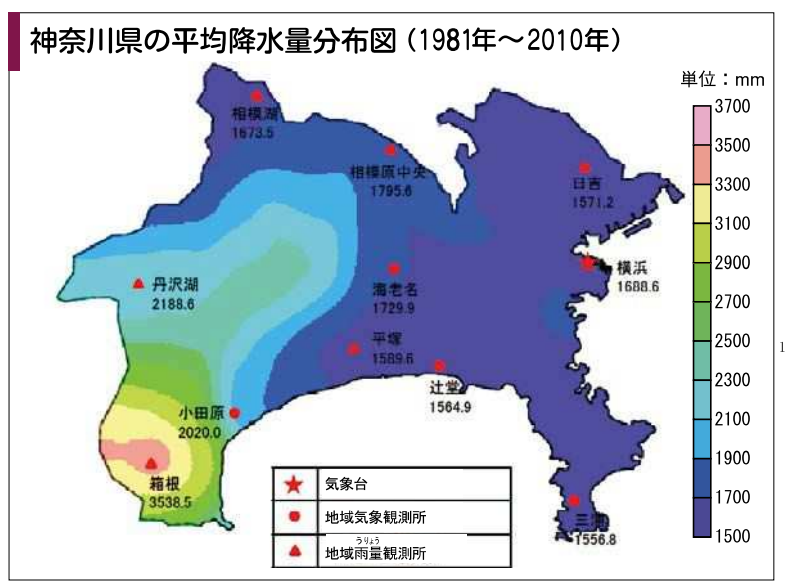 神奈川県の平均降水量分布図(1981年～2010年)
単位：mm
3700
3500
3300
3100
2900
2700
2500
2300
2100
1900
1700
1500
相模湖
1673.5
相模原中央
1795.6
日吉
1571.2
横浜
1688.6
丹沢湖
2188.6
海老名
1729.9
平塚
1589.6
辻堂
1564.9
小田原
2020.0
箱根
3538.5
三浦
1556.8
気象台
地域気象観測所
うりょう
地域雨量観測所
1